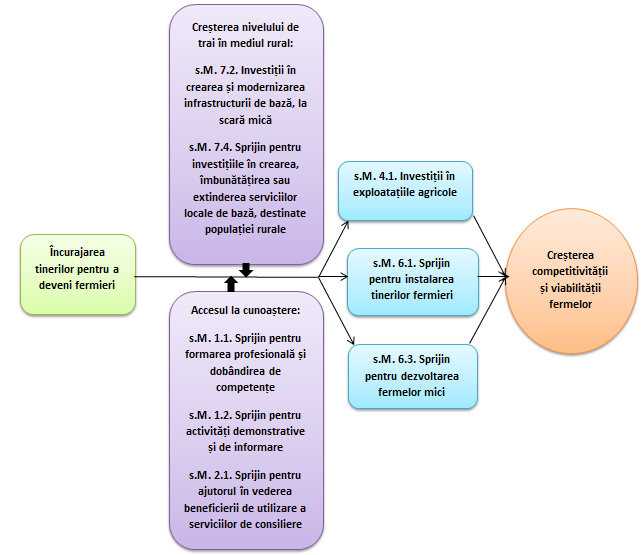 Creșterea nivelului de
trai în mediul rural:
s.M. 7.2. Investiții în
crearea și modernizarea
infrastructurii de bază, la
scară mică
s.M. 7.4. Sprijin pentru
investițiile în crearea,
îmbunătățirea sau
extinderea serviciilor
locale de bază, destinate
populației rurale
Încurajarea
tinerilor pentru a
deveni fermieri
Accesul la cunoaștere:
s.M. 1.1. Sprijin pentru
formarea profesională și
dobândirea de
competențe
s.M. 1.2. Sprijin pentru
activități demonstrative
și de informare
s.M. 2.1. Sprijin pentru
ajutorul în vederea
beneficierii de utilizare a
serviciilor de consiliere
s.M. 4.1. Investiții în
exploatațiile agricole
s.M. 6.1. Sprijin
pentru instalarea
tinerilor fermieri
s.M. 6.3. Sprijin
pentru dezvoltarea
fermelor mici
Creșterea
competitivității
și viabilității
fermelor